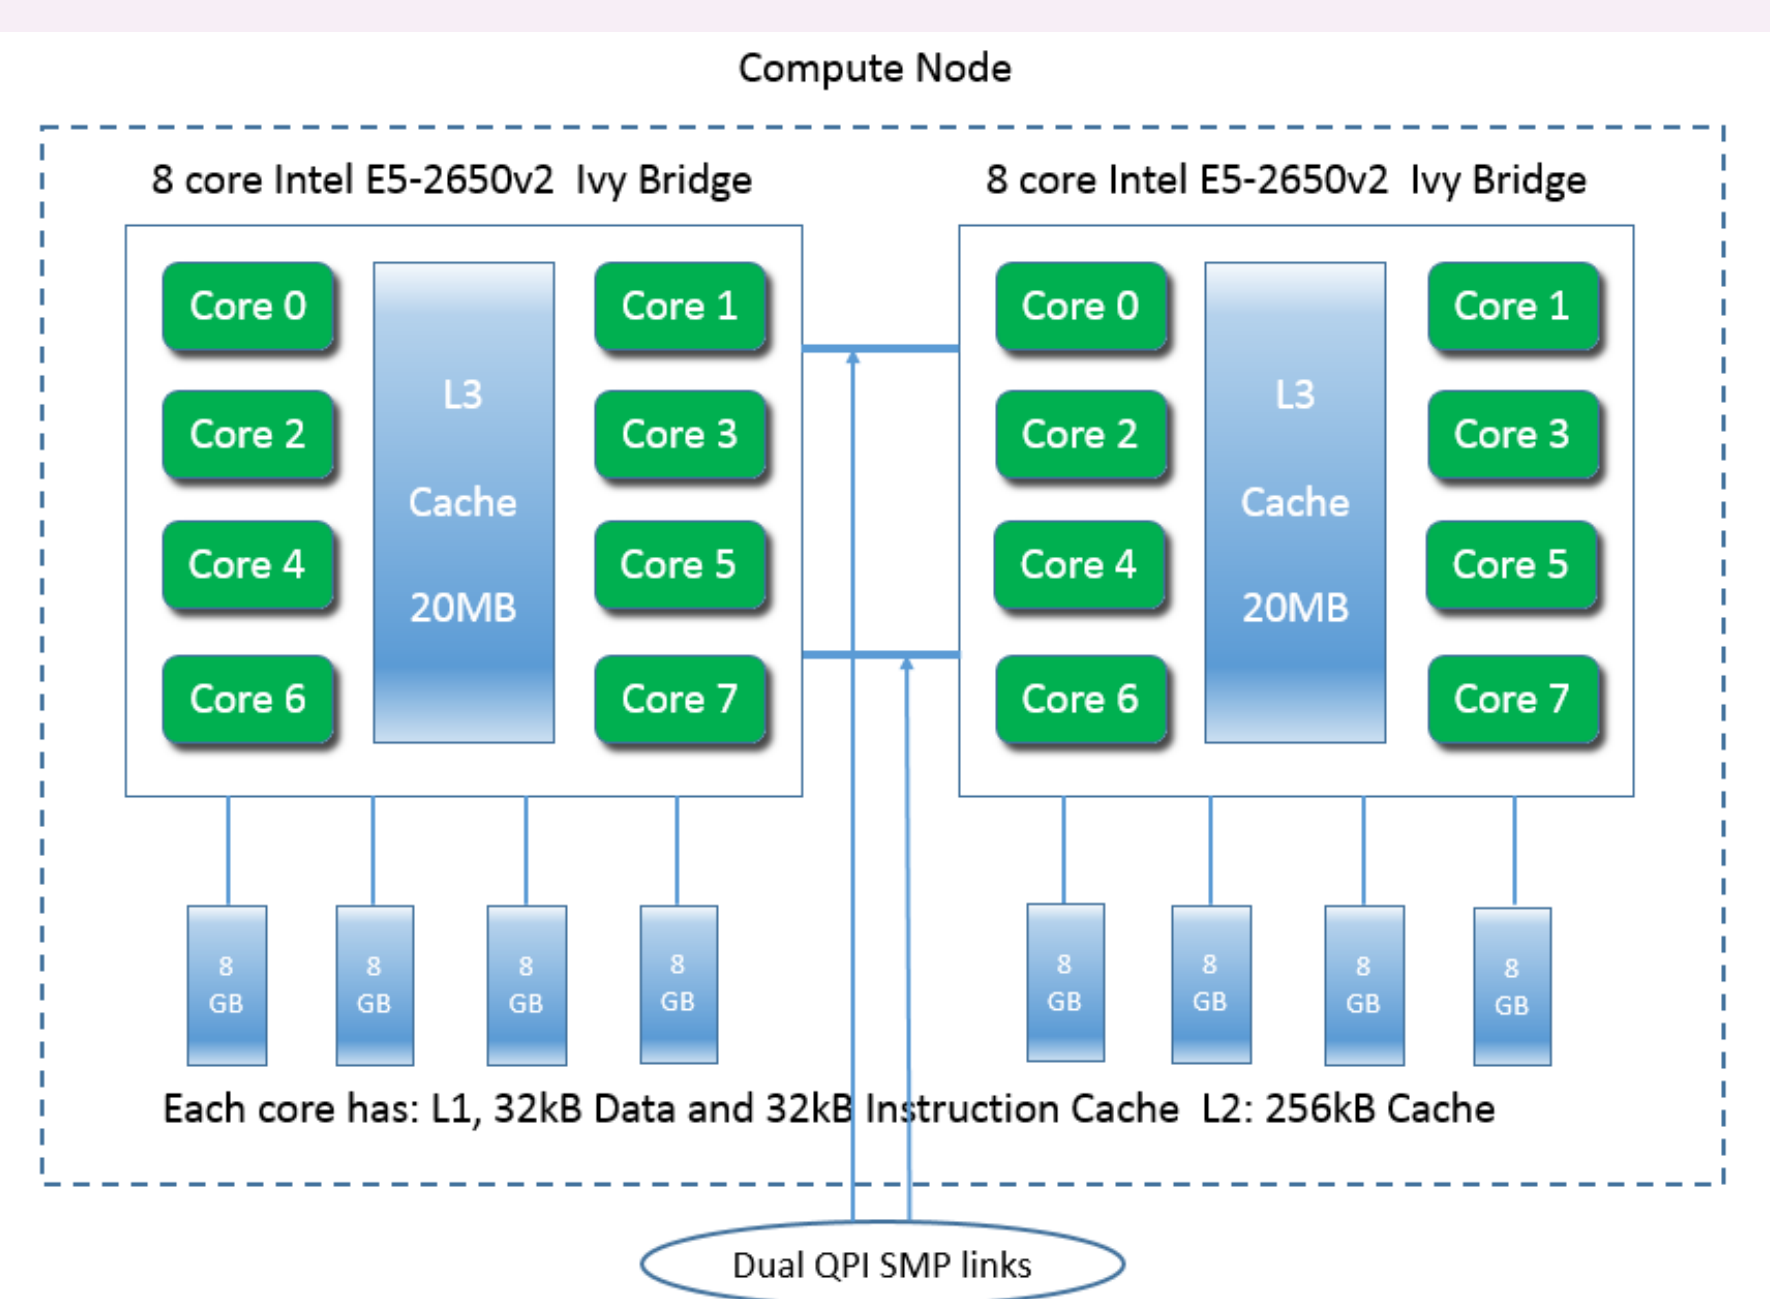 Compute Node
8 core Intel E5-2650v2 Ivy Bridge
8 core Intel E5-2650v2 Ivy Bridge
Core 0
Core 1
Core 2
Core 3
Core 4
Core 5
Core 6
Core 7
L3
Cache
20MB
Core 0
Core 1
Core 2
Core 3
Core 4
Core 5
Core 6
Core 7
L3
Cache
20MB
8
GB
8
GB
8
GB
8
GB
8
GB
8
GB
8
GB
8
GB
Each core has: L1, 32kB Data and 32kB Instruction Cache L2: 256kB Cache
Dual QPI SMP links